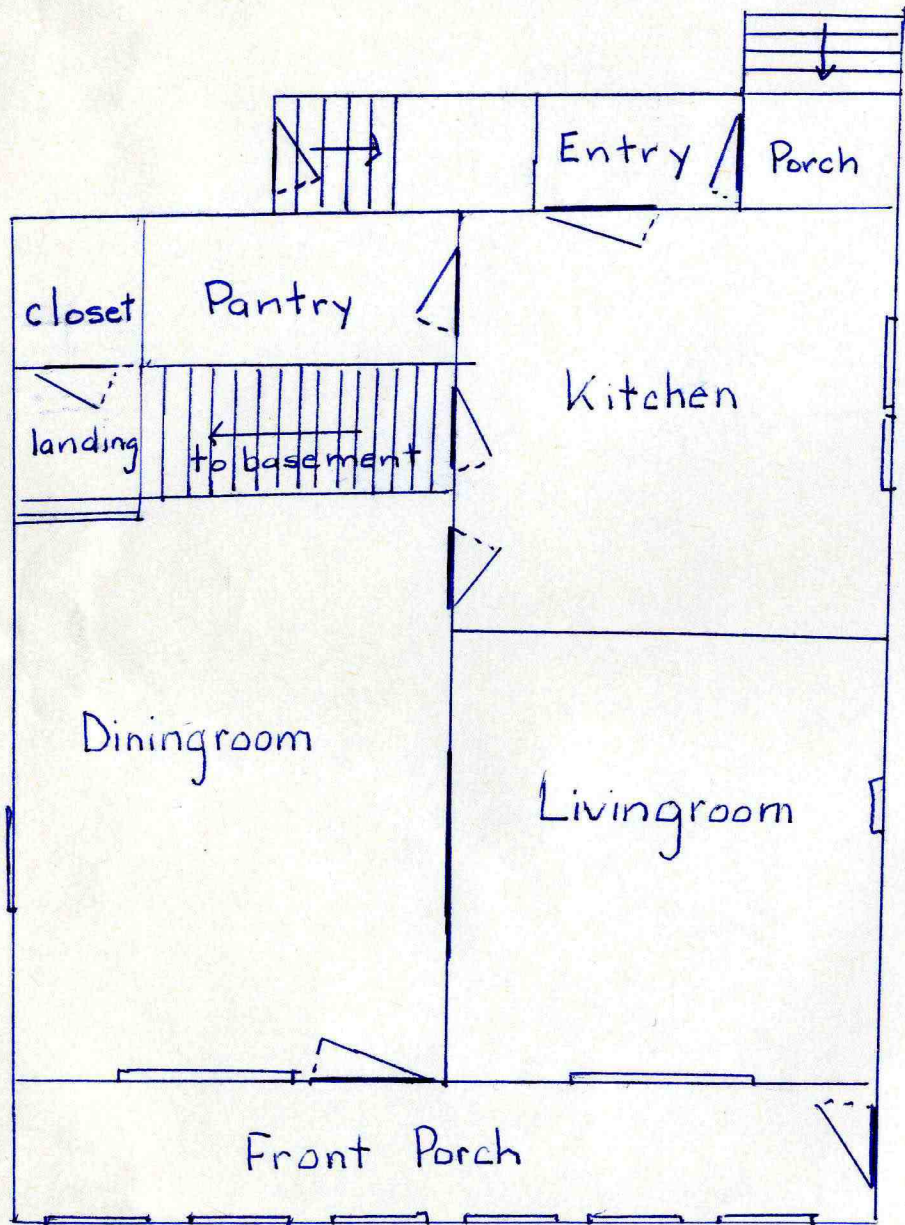 Entry
Porch
closet
Pantry
Kitchen
landing
to basement
Diningroom
Livingroom
Front Porch